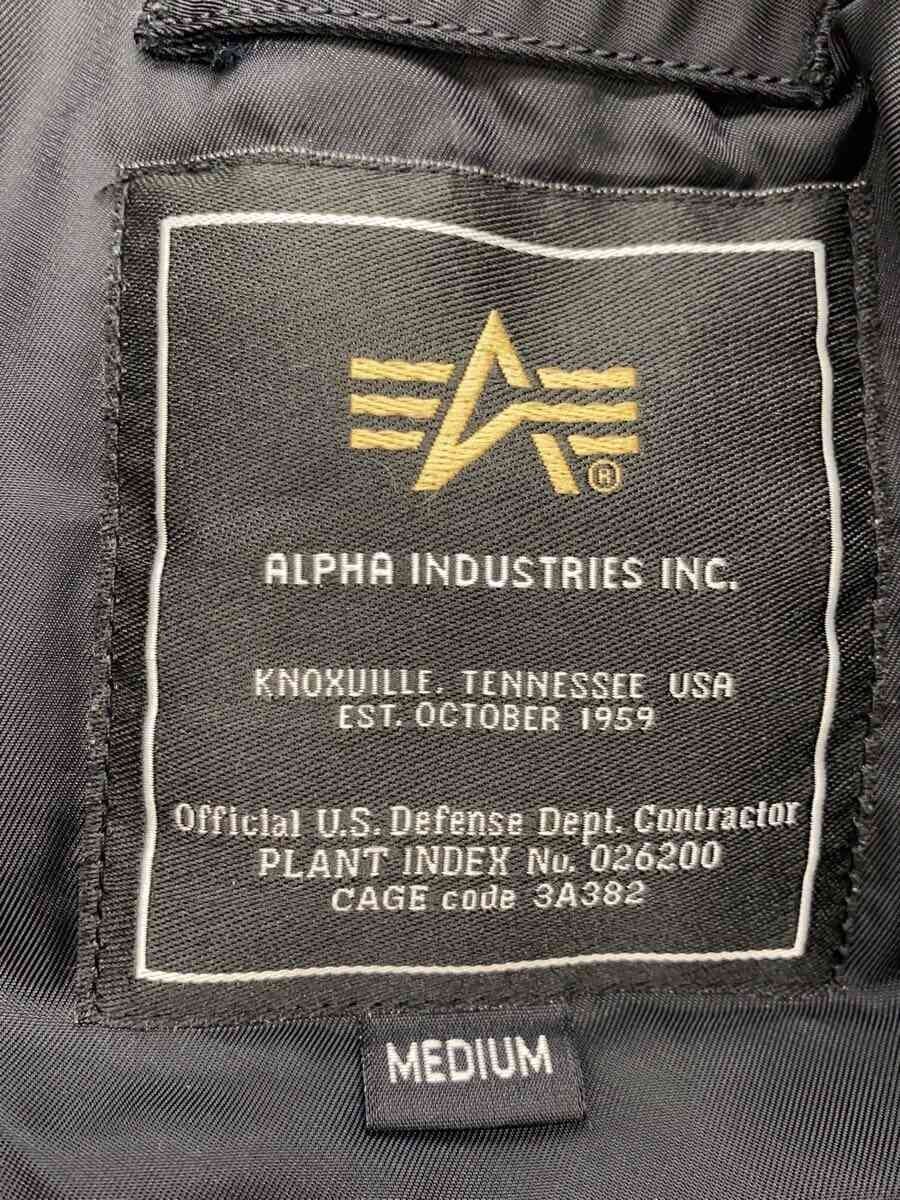 ®
ALPHA INDUSTRIES INC.
KNOXVILLE. TENNESSEE USA
EST. OCTOBER 1959
Official U.S. Defense Dept. Contractor
PLANT INDEX No. 026200
CAGE code 3A382
MEDIUM